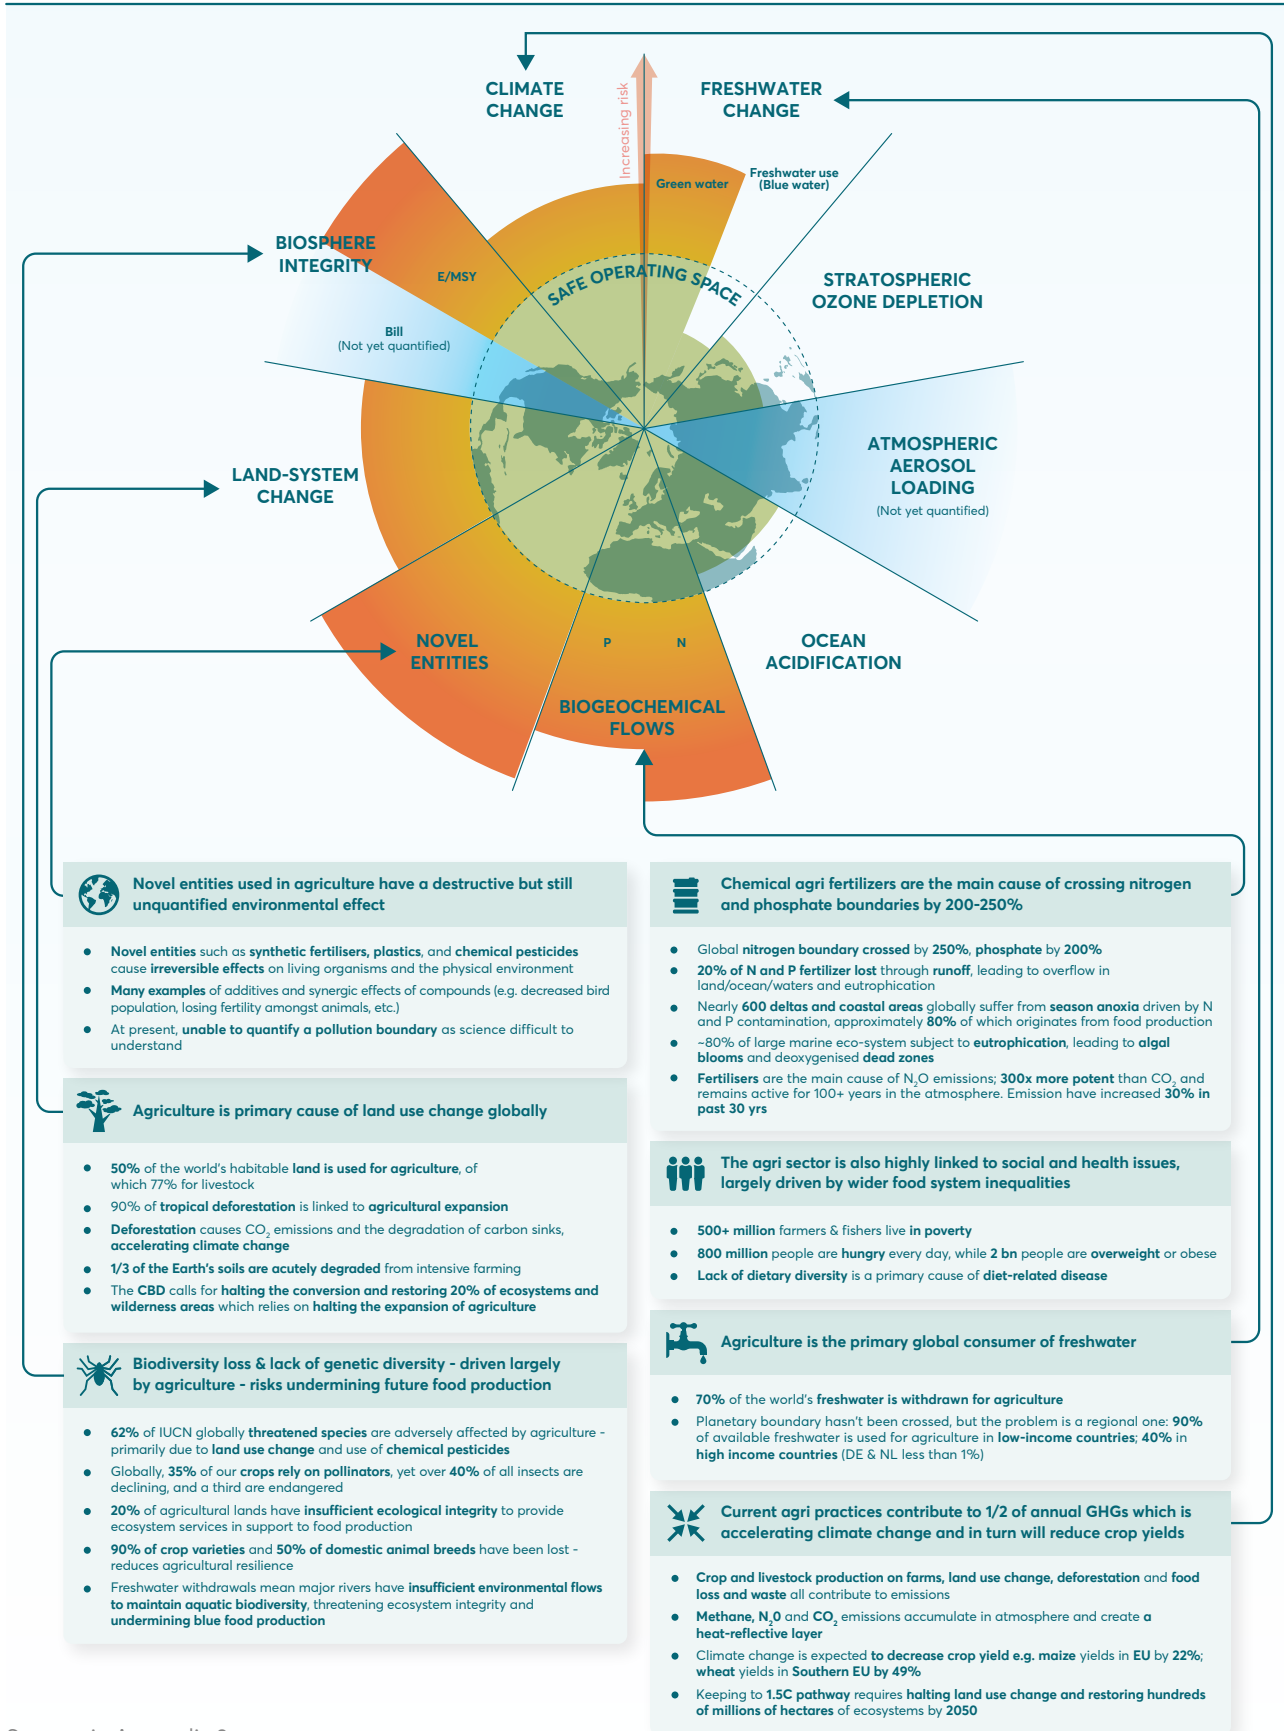 CLIMATE
CHANGE
Increasing risk
FRESHWATER
CHANGE
Green water
Freshwater use
(Blue water)
BIOSPHERE
INTEGRITY
E/MSY
SAFE OPERATING SPACE
STRATOSPHERIC
OZONE DEPLETION
Bill
(Not yet quantified)
ATMOSPHERIC
AEROSOL
LOADING
(Not yet quantified)
LAND-SYSTEM
CHANGE
NOVEL
ENTITIES
P
N
OCEAN
ACIDIFICATION
BIOGEOCHEMICAL
FLOWS
Novel entities used in agriculture have a destructive but still
unquantified environmental effect
● Novel entities such as synthetic fertilisers, plastics, and chemical pesticides
cause irreversible effects on living organisms and the physical environment
● Many examples of additives and synergic effects of compounds (e.g. decreased bird
population, losing fertility amongst animals, etc.)
● At present, unable to quantify a pollution boundary as science difficult to
understand
Agriculture is primary cause of land use change globally
● 50% of the world's habitable land is used for agriculture, of
which 77% for livestock
● 90% of tropical deforestation is linked to agricultural expansion
● Deforestation causes CO₂ emissions and the degradation of carbon sinks,
accelerating climate change
● 1/3 of the Earth's soils are acutely degraded from intensive farming
● The CBD calls for halting the conversion and restoring 20% of ecosystems and
wilderness areas which relies on halting the expansion of agriculture
Biodiversity loss & lack of genetic diversity - driven largely
by agriculture - risks undermining future food production
● 62% of IUCN globally threatened species are adversely affected by agriculture -
primarily due to land use change and use of chemical pesticides
● Globally, 35% of our crops rely on pollinators, yet over 40% of all insects are
declining, and a third are endangered
● 20% of agricultural lands have insufficient ecological integrity to provide
ecosystem services in support to food production
● 90% of crop varieties and 50% of domestic animal breeds have been lost -
reduces agricultural resilience
● Freshwater withdrawals mean major rivers have insufficient environmental flows
to maintain aquatic biodiversity, threatening ecosystem integrity and
undermining blue food production
Chemical agri fertilizers are the main cause of crossing nitrogen
and phosphate boundaries by 200-250%
● Global nitrogen boundary crossed by 250%, phosphate by 200%
● 20% of N and P fertilizer lost through runoff, leading to overflow in
land/ocean/waters and eutrophication
● Nearly 600 deltas and coastal areas globally suffer from season anoxia driven by N
and P contamination, approximately 80% of which originates from food production
● ~80% of large marine eco-system subject to eutrophication, leading to algal
blooms and deoxygenised dead zones
● Fertilisers are the main cause of N₂O emissions; 300x more potent than CO₂ and
remains active for 100+ years in the atmosphere. Emission have increased 30% in
past 30 yrs
The agri sector is also highly linked to social and health issues,
largely driven by wider food system inequalities
● 500+ million farmers & fishers live in poverty
● 800 million people are hungry every day, while 2 bn people are overweight or obese
● Lack of dietary diversity is a primary cause of diet-related disease
Agriculture is the primary global consumer of freshwater
● 70% of the world's freshwater is withdrawn for agriculture
● Planetary boundary hasn't been crossed, but the problem is a regional one: 90%
of available freshwater is used for agriculture in low-income countries; 40% in
high income countries (DE & NL less than 1%)
Current agri practices contribute to 1/2 of annual GHGs which is
accelerating climate change and in turn will reduce crop yields
● Crop and livestock production on farms, land use change, deforestation and food
loss and waste all contribute to emissions
● Methane, N₂0 and CO₂ emissions accumulate in atmosphere and create a
heat-reflective layer
● Climate change is expected to decrease crop yield e.g. maize yields in EU by 22%;
wheat yields in Southern EU by 49%
● Keeping to 1.5C pathway requires halting land use change and restoring hundreds
of millions of hectares of ecosystems by 2050